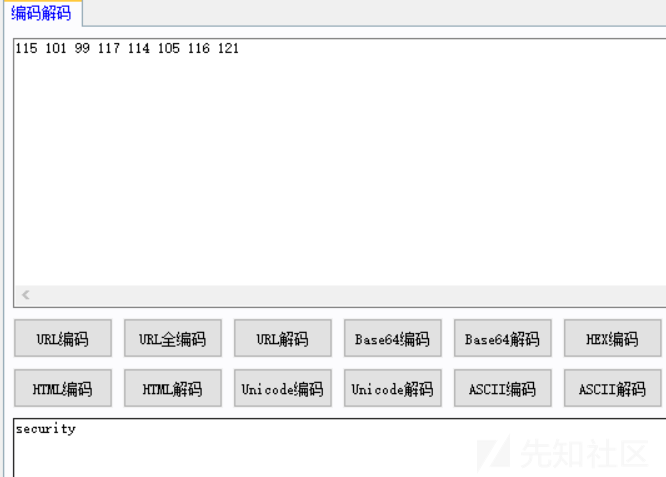 编码解码
115 101 99 117 114 105 116 121
URL编码 URL全编码 URL解码 Base64编码 Base64解码 HEX编码
HTML编码 HTML解码 Unicode编码 Unicode解码 ASCII编码 ASCII解码
security
先知社区